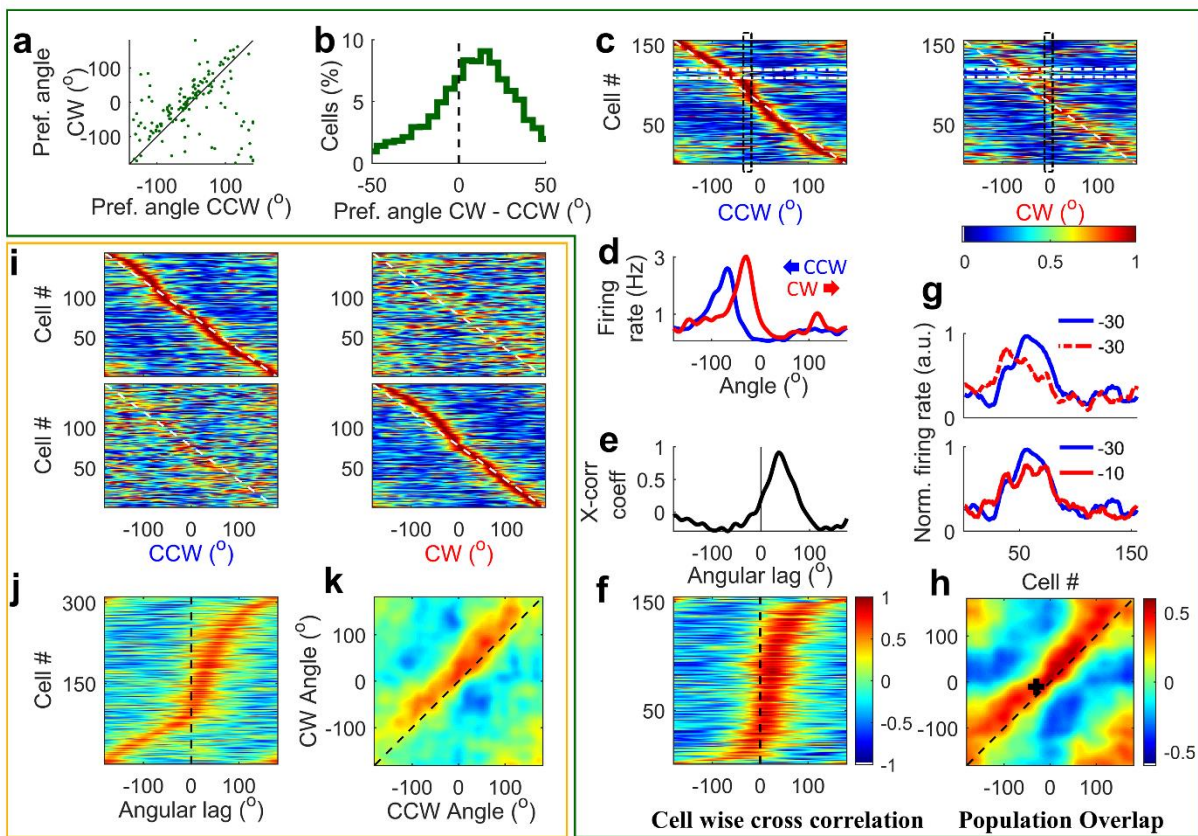 a
Pref. angle
CW (°)
100
0
-100
-100 100
Pref. angle CCW (°)
b
Cells (%)
10
5
0
-50 0 50
Pref. angle CW - CCW (°)
c
Cell #
150
50
-100 0 100
CCW (°)
150
50
-100 0 100
CW (°)
0 0.5 1
d
Firing
rate (Hz)
3
1
CCW
CW
-100 0 100
Angle (°)
e
X-corr
coeff
1
0.5
0
-100 0 100
Angular lag (°)
g
Norm. firing rate (a.u.)
1
0
-30
-30
1
0
-30
-10
50 150
Cell #
i
Cell #
100
50
Cell #
100
50
-100 0 100
CCW (°)
100
50
100
50
-100 0 100
CW (°)
j
Cell #
300
150
-100 0 100
Angular lag (°)
k
CW Angle (°)
100
0
-100
-100 0 100
CCW Angle (°)
f
150
50
-100 0 100
1
0.5
0
-0.5
-1
Cell wise cross correlation
h
100
0
-100
-100 0 100
0.5
0
-0.5
Population Overlap